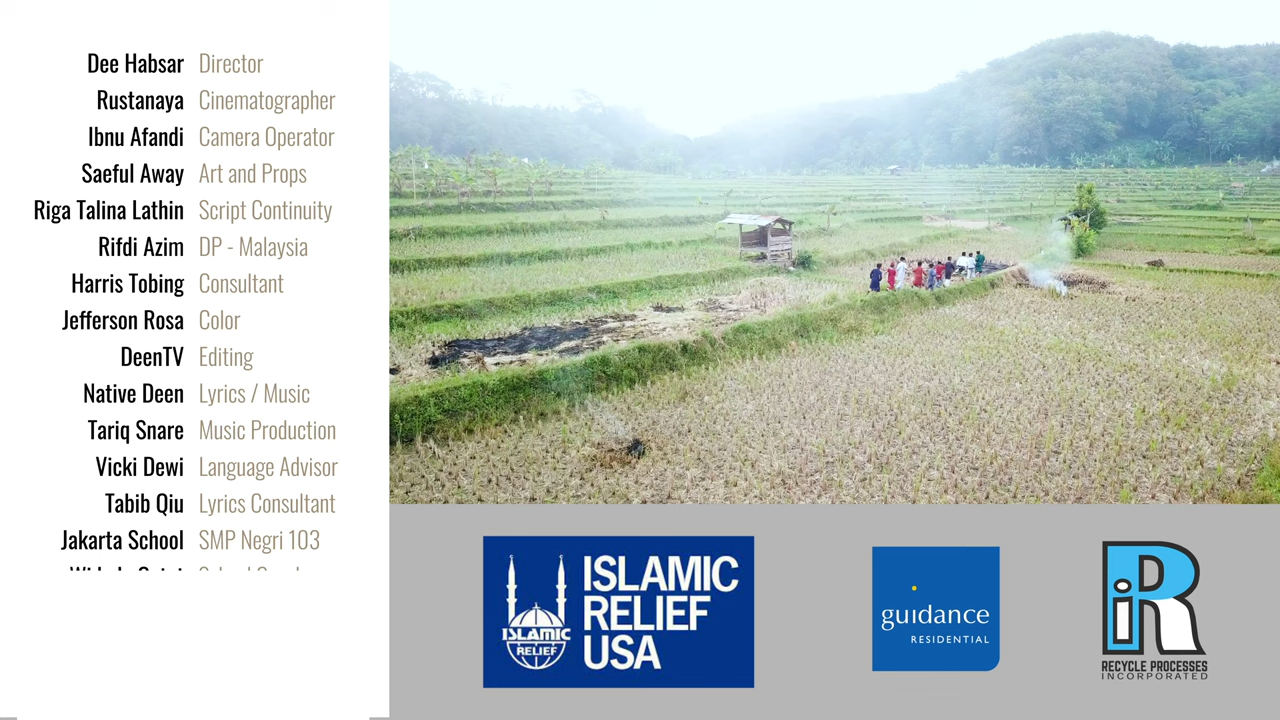 Dee Habsar Director
Rustanaya Cinematographer
Ibnu Afandi Camera Operator
Saeful Away Art and Props
Riga Talina Lathin Script Continuity
Rifdi Azim DP - Malaysia
Harris Tobing Consultant
Jefferson Rosa Color
DeenTV Editing
Native Deen Lyrics / Music
Tariq Snare Music Production
Vicki Dewi Language Advisor
Tabib Qiu Lyrics Consultant
Jakarta School SMP Negri 103
ISLAMIC
RELIEF
ISLAMIC
RELIEF
USA
guidance
RESIDENTIAL
iR
RECYCLE PROCESSES
INCORPORATED